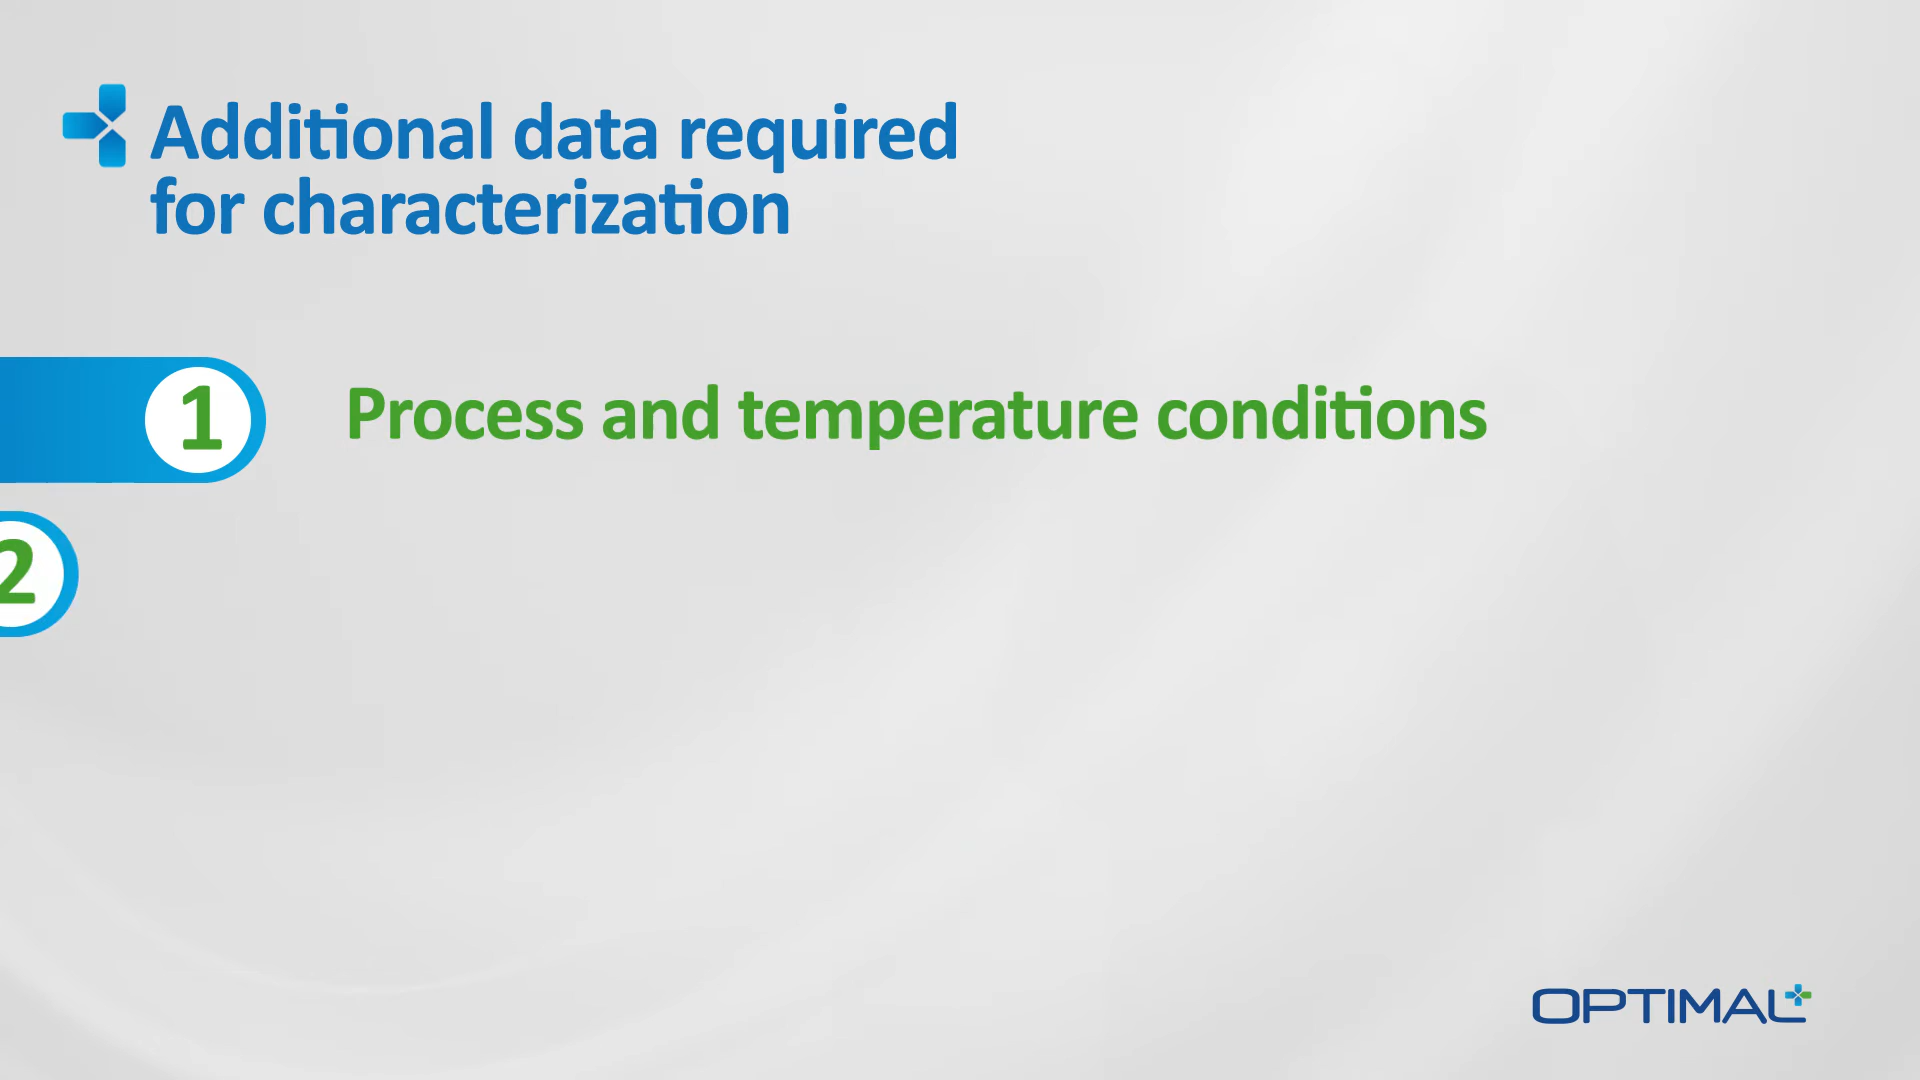 Additional data required
for characterization
1 Process and temperature conditions
2
OPTIMAL+